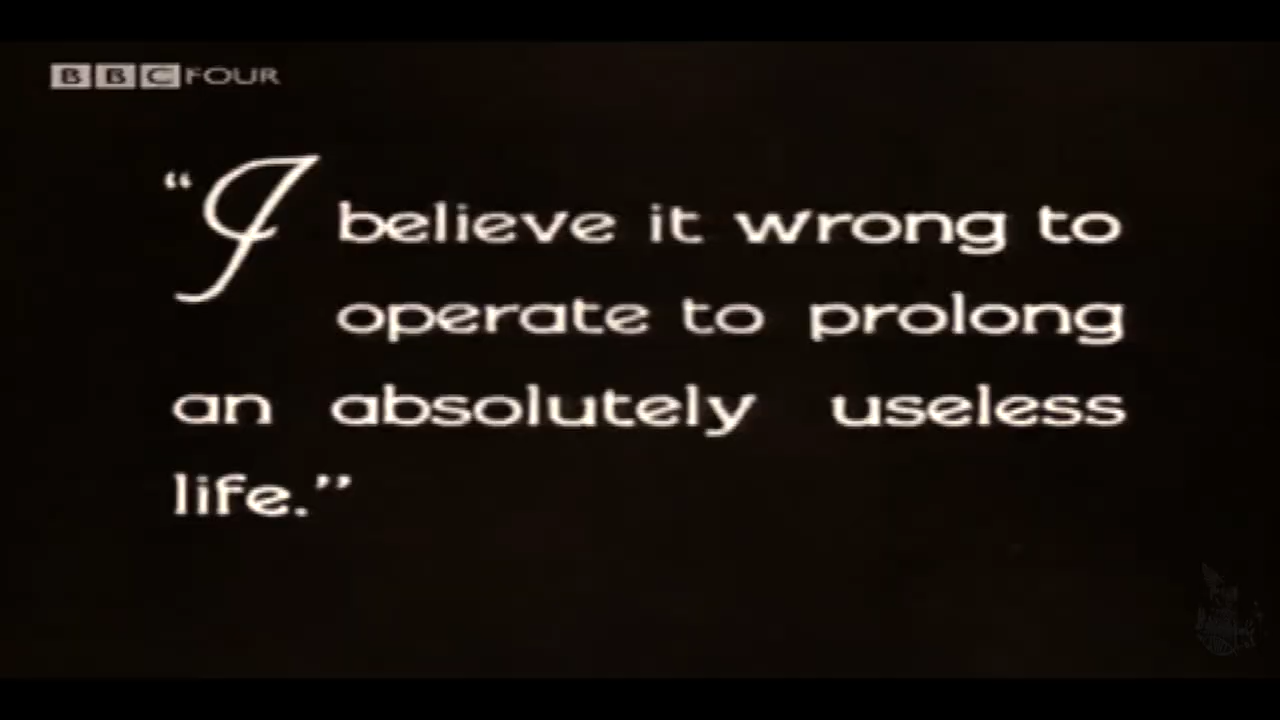 BBC FOUR
“I believe it wrong to
operate to prolong
an absolutely useless
life.”